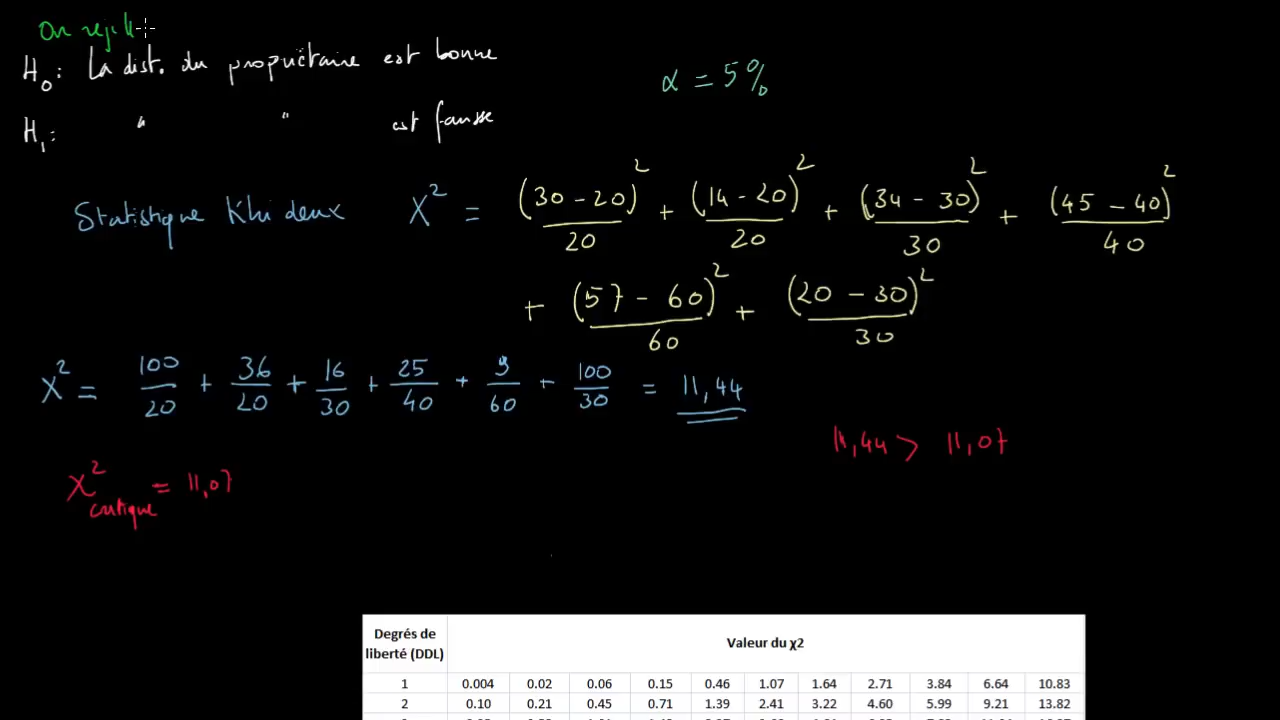 On rejett
H₀: La dist. du propriétaire est bonne
α = 5%
H₁: " " est fausse
Statistique Khi deux X² = (30 - 20)²/20 + (14 - 20)²/20 + (34 - 30)²/30 + (45 - 40)²/40
+ (57 - 60)²/60 + (20 - 30)²/30
X² = 100/20 + 36/20 + 16/30 + 25/40 + 9/60 + 100/30 = 11,44
11,44 > 11,07
X² critique = 11,07
Degrés de liberté (DDL) Valeur du χ2
1 0.004 0.02 0.06 0.15 0.46 1.07 1.64 2.71 3.84 6.64 10.83
2 0.10 0.21 0.45 0.71 1.39 2.41 3.22 4.60 5.99 9.21 13.82